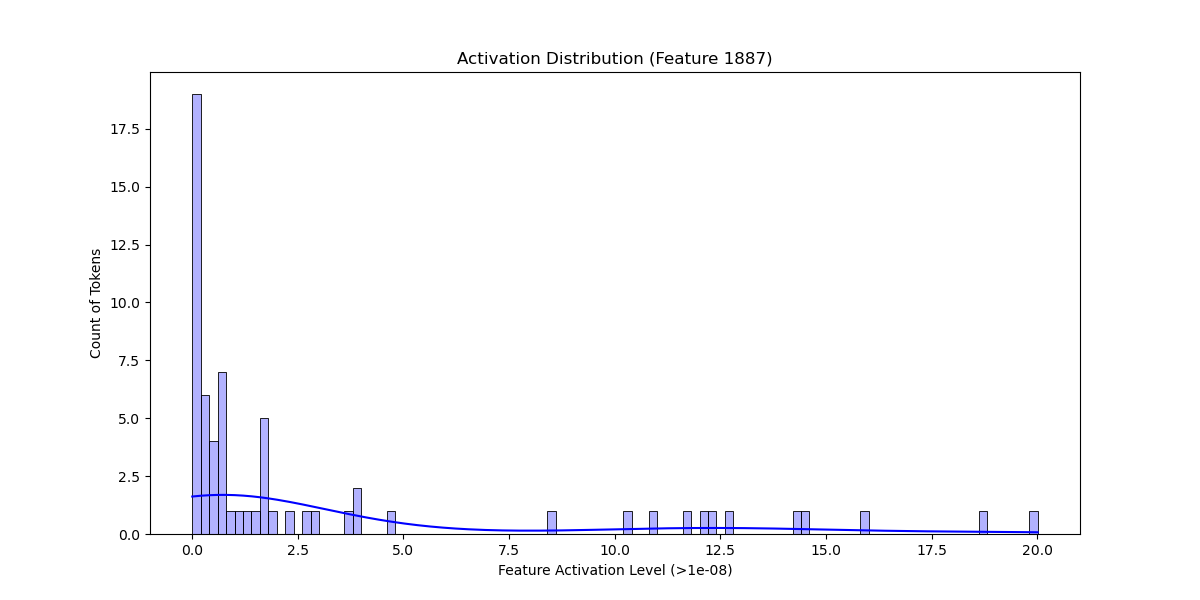 Activation Distribution (Feature 1887)
17.5
15.0
12.5
10.0
7.5
5.0
2.5
0.0
Count of Tokens
0.0 2.5 5.0 7.5 10.0 12.5 15.0 17.5 20.0
Feature Activation Level (>1e-08)